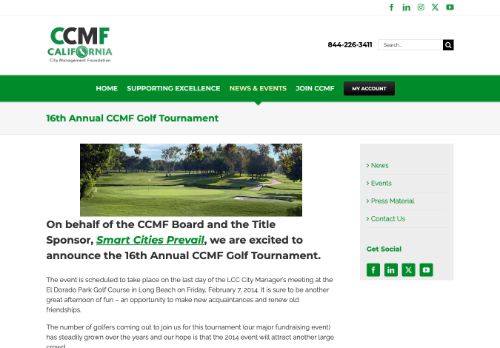 CCMF
CALIFORNIA
City Management Foundation
844-226-3411
Search...
HOME SUPPORTING EXCELLENCE NEWS & EVENTS JOIN CCMF MY ACCOUNT
16th Annual CCMF Golf Tournament
On behalf of the CCMF Board and the Title
Sponsor, Smart Cities Prevail, we are excited to
announce the 16th Annual CCMF Golf Tournament.
The event is scheduled to take place on the last day of the LCC City Manager's meeting at the
El Dorado Park Golf Course in Long Beach on Friday, February 7, 2014. It is sure to be another
great afternoon of fun – an opportunity to make new acquaintances and renew old
friendships.
The number of golfers coming out to join us for this tournament (our major fundraising event)
has steadily grown over the years and our hope is that the 2014 event will attract another large
crowd.
News
Events
Press Material
Contact Us
Get Social